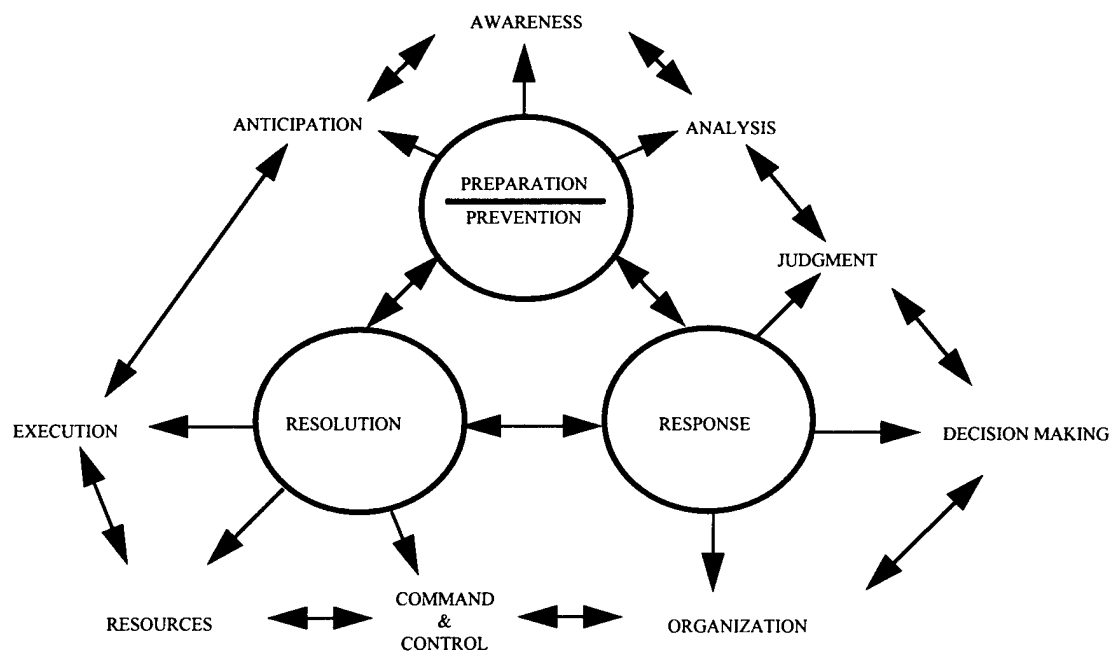 AWARENESS
ANTICIPATION
ANALYSIS
PREPARATION
PREVENTION
JUDGMENT
EXECUTION
RESOLUTION
RESPONSE
DECISION MAKING
RESOURCES
COMMAND
&
CONTROL
ORGANIZATION